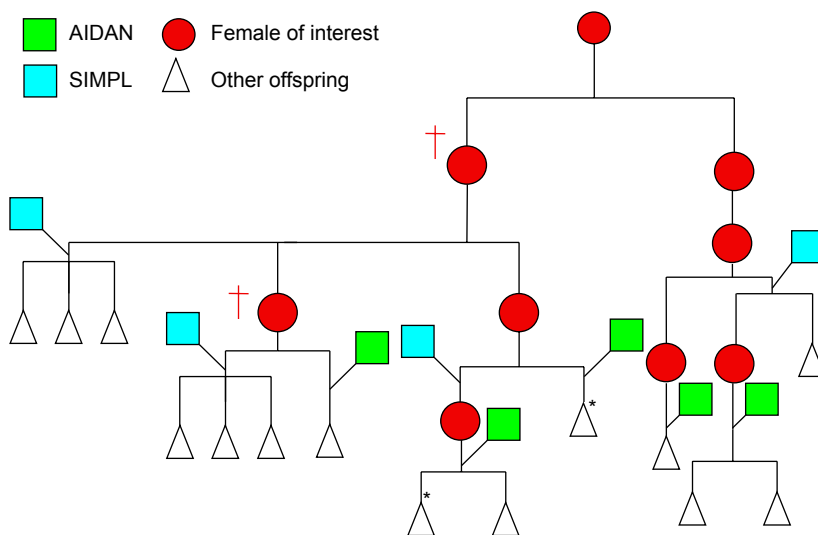 AIDAN
Female of interest
SIMPL
Other offspring
*
*